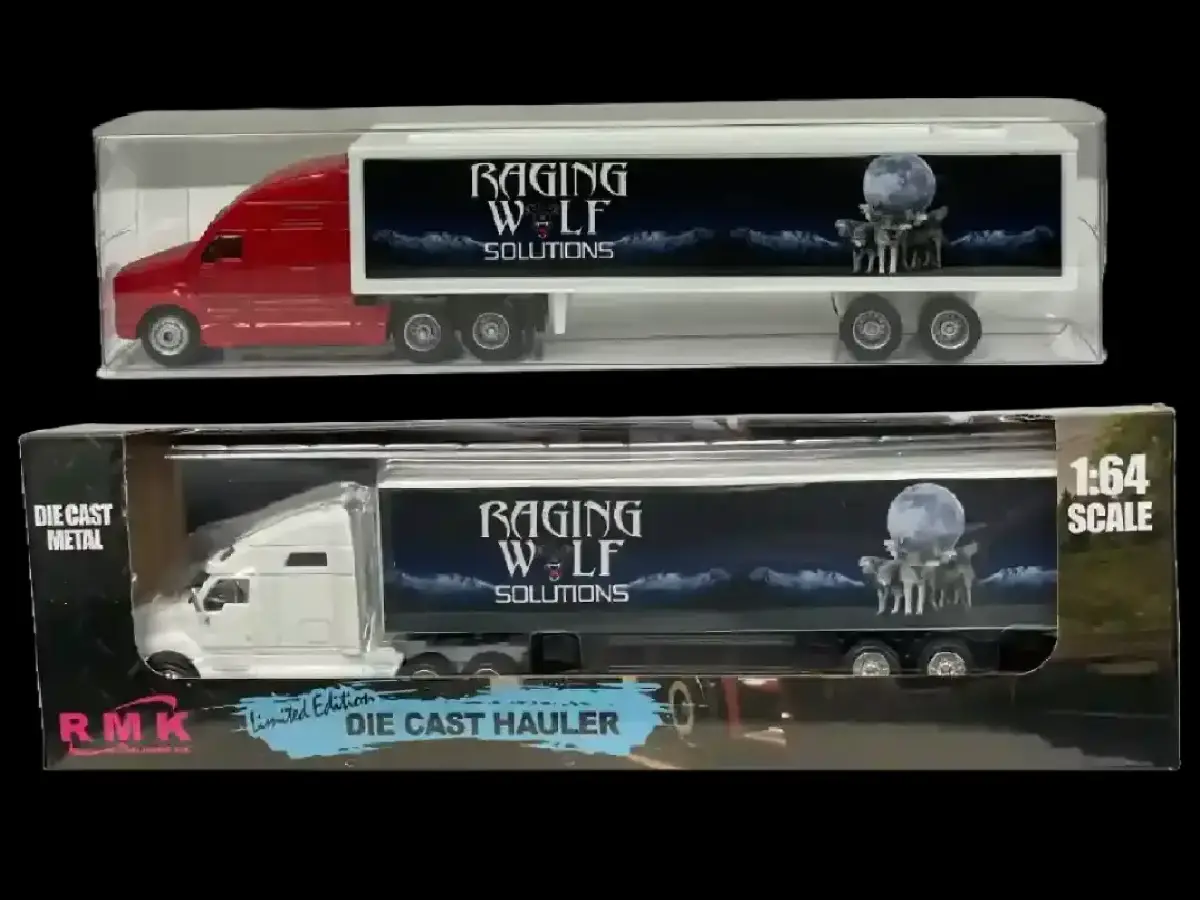 RAGING
WOLF
SOLUTIONS
DIE CAST
METAL
RAGING
WOLF
SOLUTIONS
1:64
SCALE
RMK
Limited Edition
DIE CAST HAULER